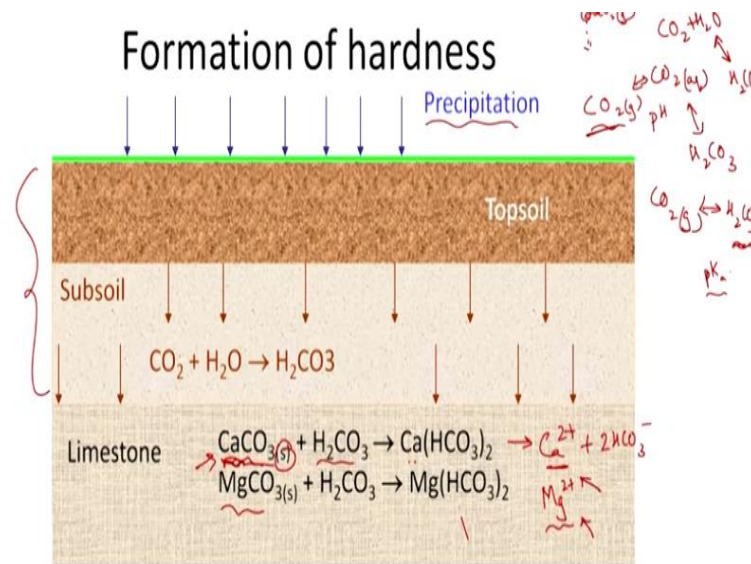 Formation of hardness
CO₂+H₂O
Precipitation
CO₂(g)
CO₂(aq)
pH
H₂CO₃
Topsoil
CO₂(g)
pKₐ
Subsoil
CO₂ + H₂O → H₂CO3
Limestone
CaCO₃(s) + H₂CO₃ → Ca(HCO₃)₂ → Ca²⁺ + 2HCO₃⁻
MgCO₃(s) + H₂CO₃ → Mg(HCO₃)₂ Mg²⁺